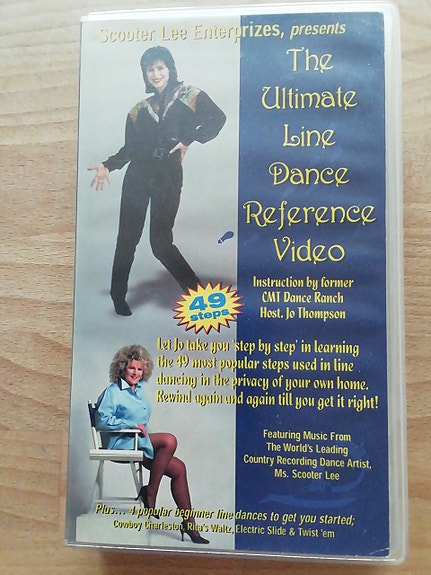 Scooter Lee Enterprizes, presents
The
Ultimate
Line
Dance
Reference
Video
Instruction by former
CMT Dance Ranch
Host, Jo Thompson
49
steps
Let Jo take you 'step by step' in learning
the 49 most popular steps used in line
dancing in the privacy of your own home.
Rewind again and again till you get it right!
Featuring Music From
The World's Leading
Country Recording Dance Artist,
Ms. Scooter Lee
Plus... 4 popular beginner line dances to get you started;
Cowboy Charleston, Rita's Waltz, Electric Slide & Twist 'em